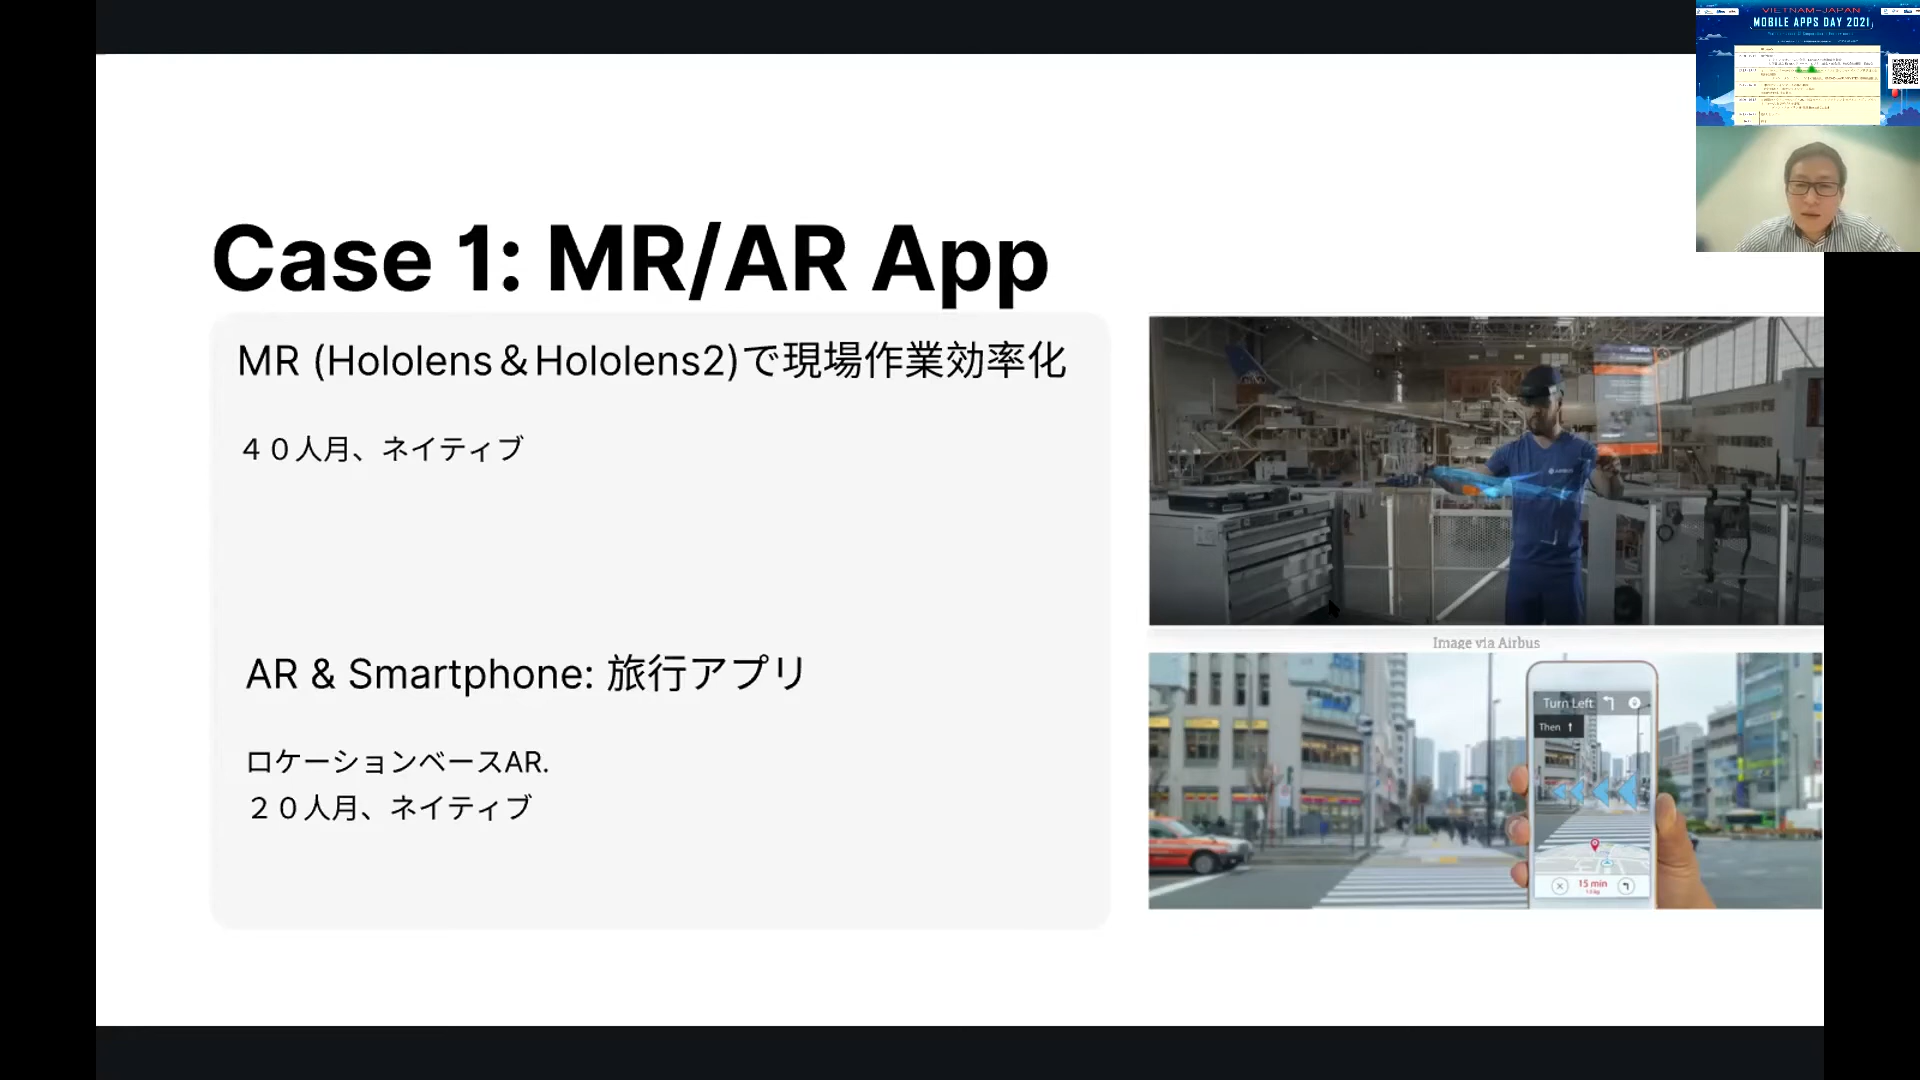 VIETNAM-JAPAN
MOBILE APPS DAY 2021
Case 1: MR/AR App
MR (Hololens＆Hololens2)で現場作業効率化
４０人月、ネイティブ
AR & Smartphone: 旅行アプリ
ロケーションベースAR.
２０人月、ネイティブ
AIRBUS
Image via Airbus
Turn Left
Then
15 min